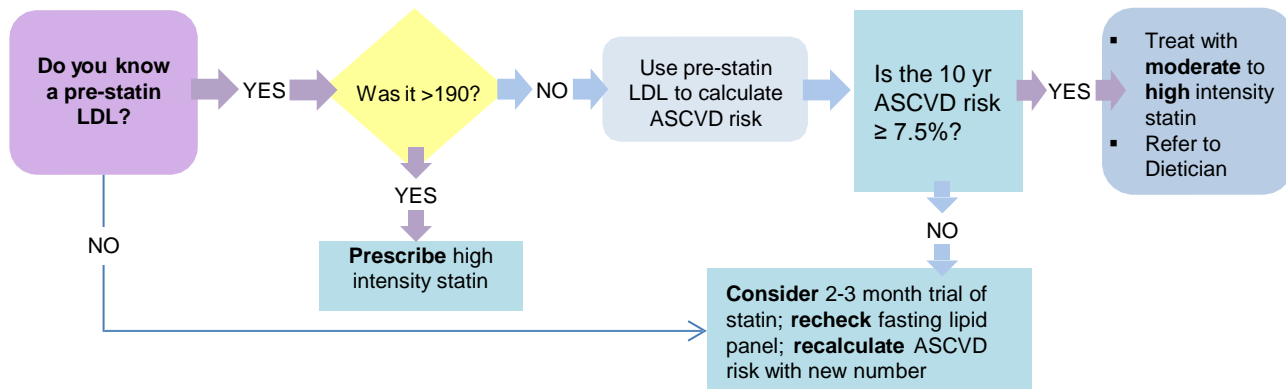 Do you know
a pre-statin
LDL?
YES
Was it >190?
NO
Use pre-statin
LDL to calculate
ASCVD risk
Is the 10 yr
ASCVD risk
≥ 7.5%?
YES
▪ Treat with
moderate to
high intensity
statin
▪ Refer to
Dietician
YES
NO
NO
Prescribe high
intensity statin
Consider 2-3 month trial of
statin; recheck fasting lipid
panel; recalculate ASCVD
risk with new number